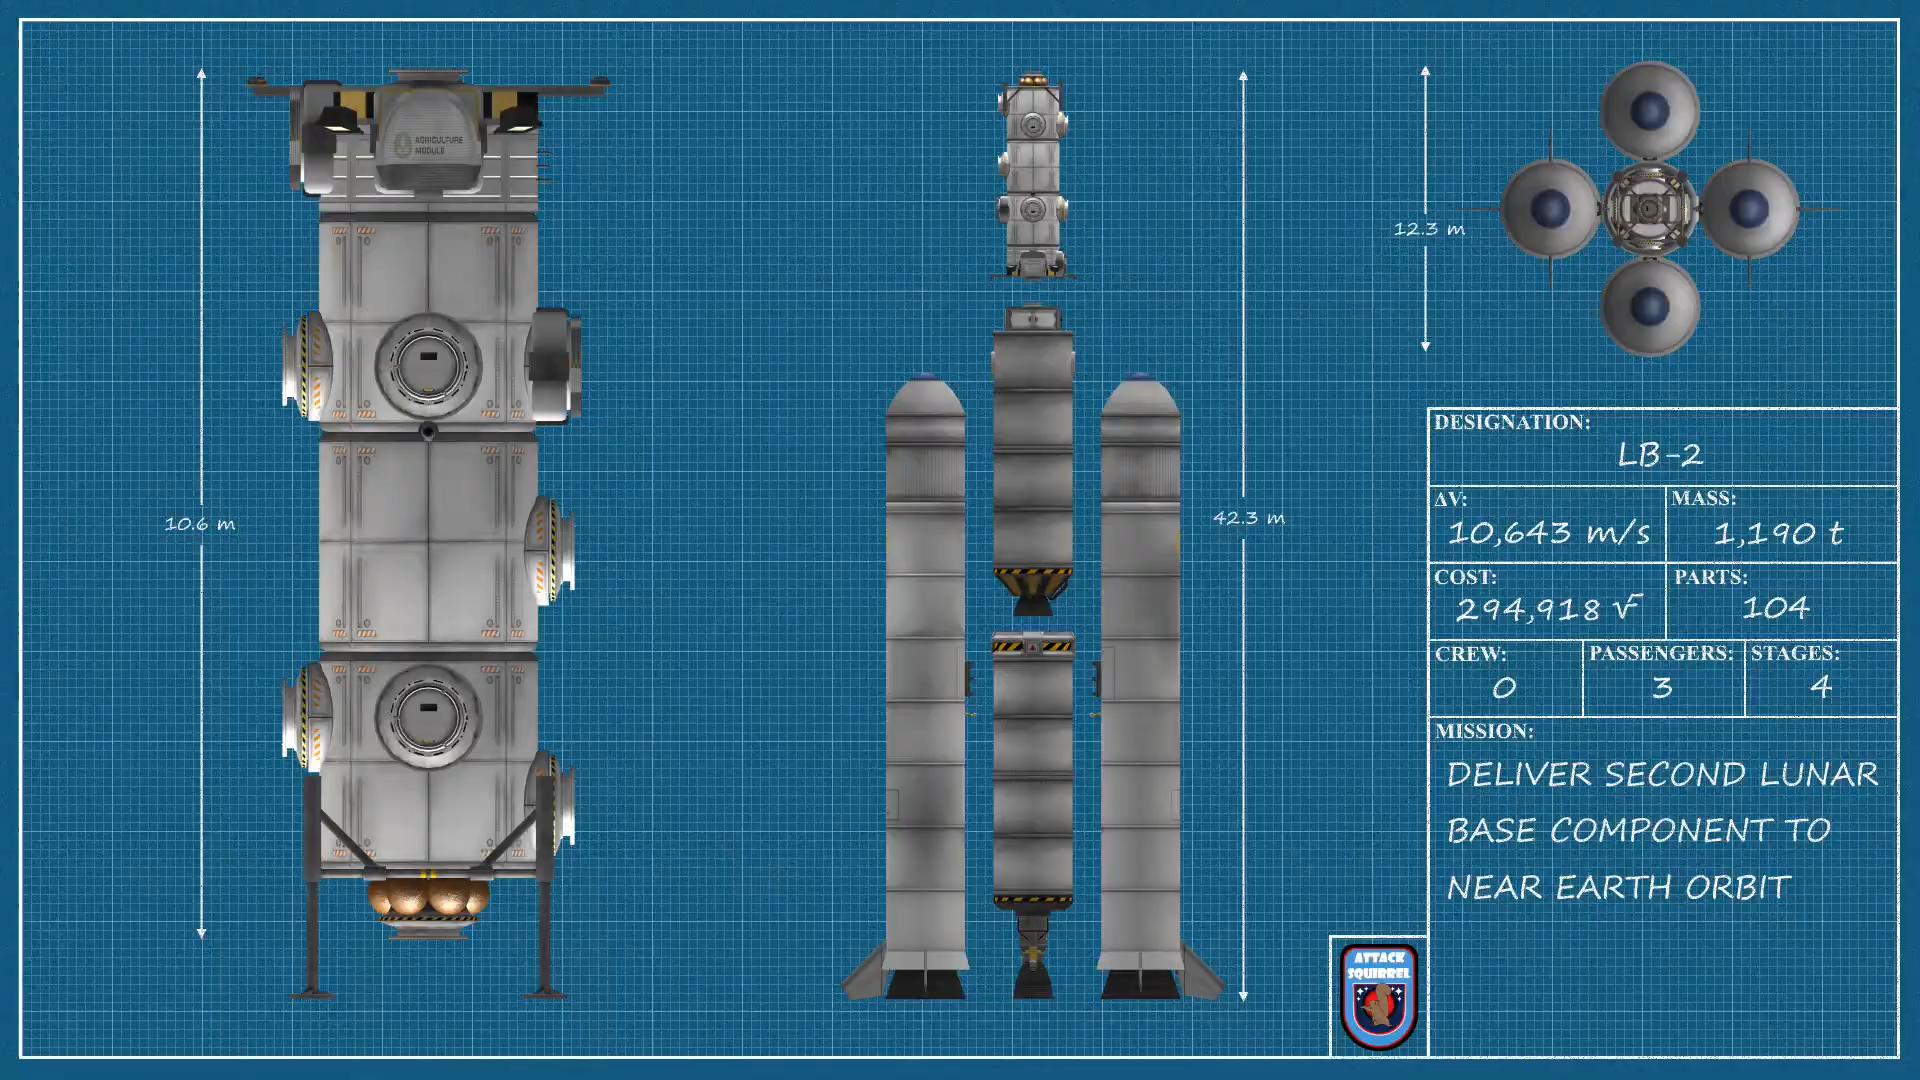 AGRICULTURE
MODULE
10.6 m
42.3 m
12.3 m
DESIGNATION:
LB-2
ΔV:
10,643 m/s
MASS:
1,190 t
COST:
294,918 √
PARTS:
104
CREW:
0
PASSENGERS:
3
STAGES:
4
MISSION:
DELIVER SECOND LUNAR
BASE COMPONENT TO
NEAR EARTH ORBIT
ATTACK
SQUIRREL